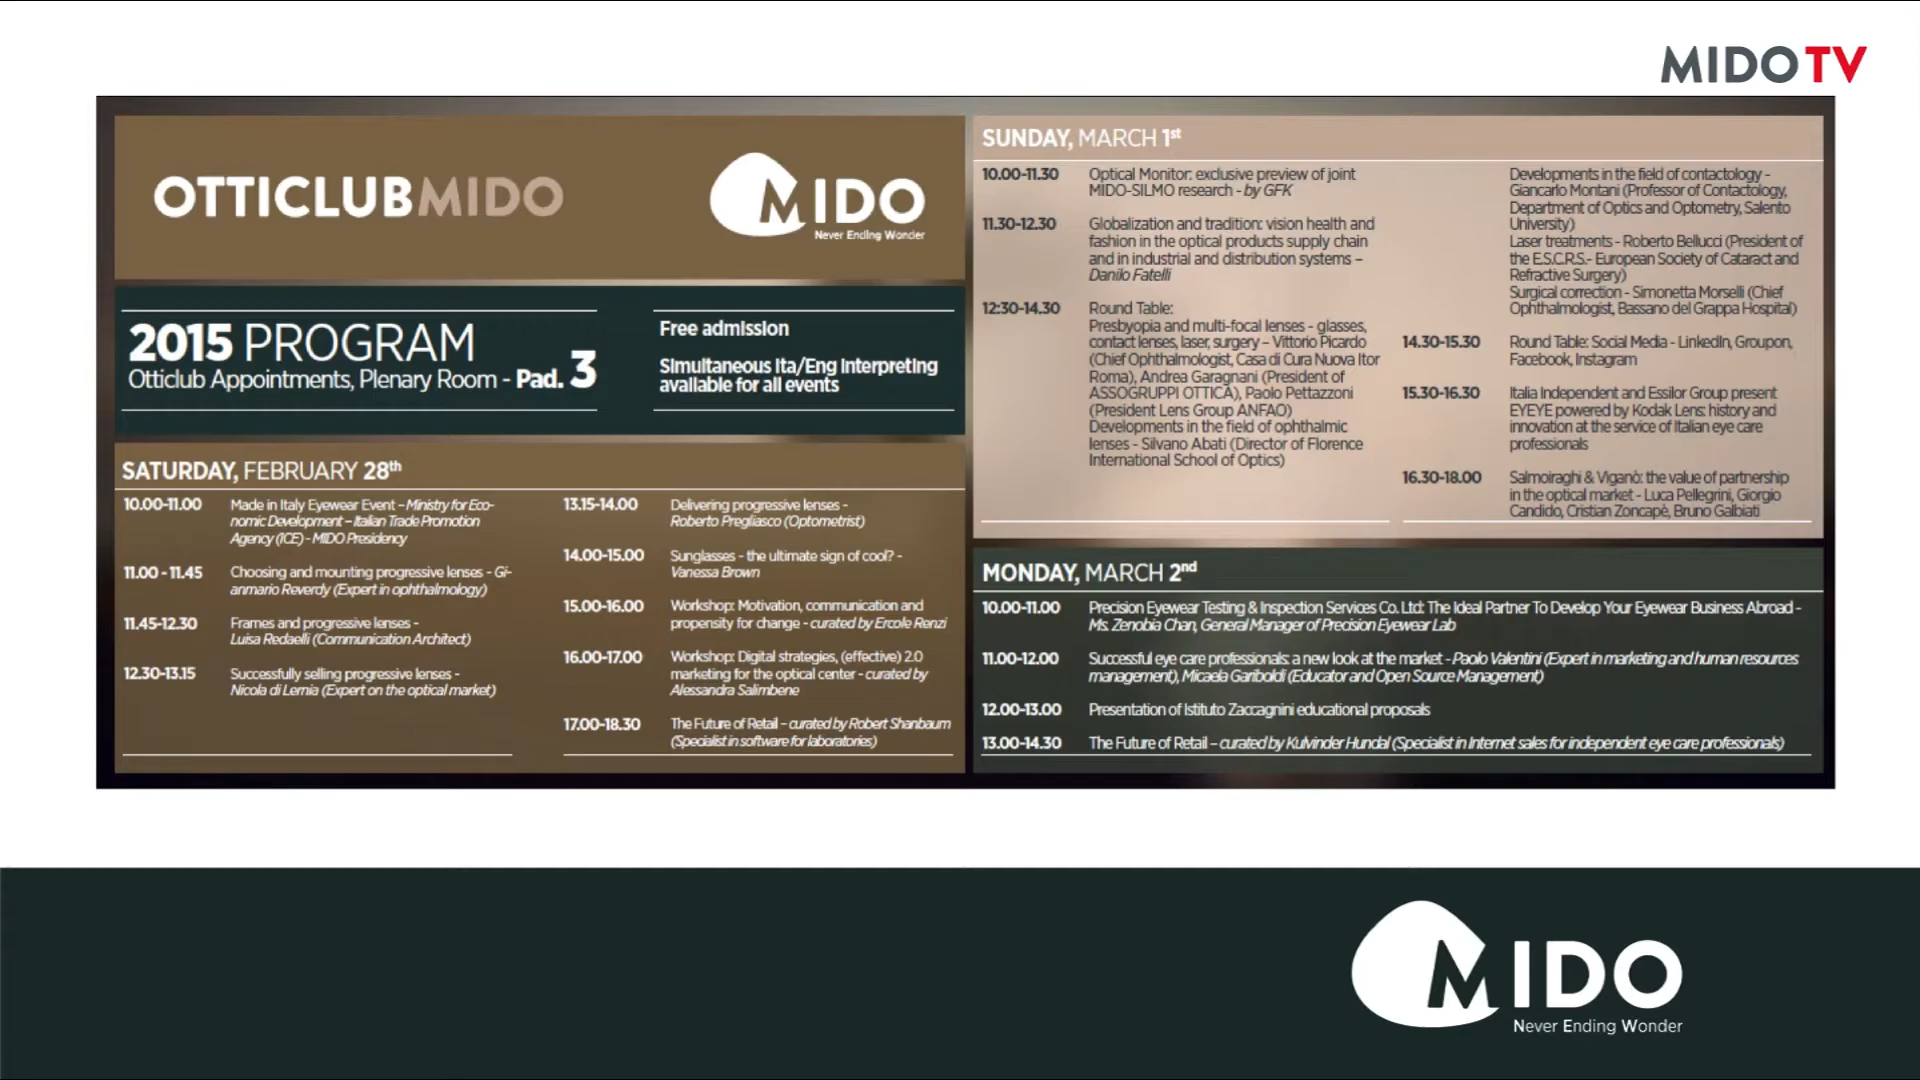 MIDO TV
OTTICLUBMIDO
MIDO
Never Ending Wonder
2015 PROGRAM
Otticlub Appointments, Plenary Room - Pad. 3
Free admission
Simultaneous Ita/Eng Interpreting
available for all events
SATURDAY, FEBRUARY 28th
10.00-11.00 Made in Italy Eyewear Event – Ministry for Eco-
nomic Development – Italian Trade Promotion
Agency (ICE) - MIDO Presidency
11.00 - 11.45 Choosing and mounting progressive lenses - Gi-
anmario Reverdy (Expert in ophthalmology)
11.45-12.30 Frames and progressive lenses -
Luisa Redaelli (Communication Architect)
12.30-13.15 Successfully selling progressive lenses -
Nicola di Lernia (Expert on the optical market)
13.15-14.00 Delivering progressive lenses -
Roberto Pregliasco (Optometrist)
14.00-15.00 Sunglasses - the ultimate sign of cool? -
Vanessa Brown
15.00-16.00 Workshop: Motivation, communication and
propensity for change - curated by Ercole Renzi
16.00-17.00 Workshop: Digital strategies, (effective) 2.0
marketing for the optical center - curated by
Alessandra Salimbene
17.00-18.30 The Future of Retail – curated by Robert Shanbaum
(Specialist in software for laboratories)
SUNDAY, MARCH 1st
10.00-11.30 Optical Monitor: exclusive preview of joint
MIDO-SILMO research - by GFK
11.30-12.30 Globalization and tradition: vision health and
fashion in the optical products supply chain
and in industrial and distribution systems –
Danilo Fatelli
12:30-14.30 Round Table:
Presbyopia and multi-focal lenses - glasses,
contact lenses, laser, surgery – Vittorio Picardo
(Chief Ophthalmologist, Casa di Cura Nuova Itor
Roma), Andrea Garagnani (President of
ASSOGRUPPI OTTICA), Paolo Pettazzoni
(President Lens Group ANFAO)
Developments in the field of ophthalmic
lenses - Silvano Abati (Director of Florence
International School of Optics)
Developments in the field of contactology -
Giancarlo Montani (Professor of Contactology,
Department of Optics and Optometry, Salento
University)
Laser treatments - Roberto Bellucci (President of
the E.S.C.R.S.- European Society of Cataract and
Refractive Surgery)
Surgical correction - Simonetta Morselli (Chief
Ophthalmologist, Bassano del Grappa Hospital)
14.30-15.30 Round Table: Social Media - LinkedIn, Groupon,
Facebook, Instagram
15.30-16.30 Italia Independent and Essilor Group present
EYEYE powered by Kodak Lens: history and
innovation at the service of Italian eye care
professionals
16.30-18.00 Salmoiraghi & Viganò: the value of partnership
in the optical market - Luca Pellegrini, Giorgio
Candido, Cristian Zoncapè, Bruno Galbiati
MONDAY, MARCH 2nd
10.00-11.00 Precision Eyewear Testing & Inspection Services Co. Ltd: The Ideal Partner To Develop Your Eyewear Business Abroad -
Ms. Zenobia Chan, General Manager of Precision Eyewear Lab
11.00-12.00 Successful eye care professionals: a new look at the market - Paolo Valentini (Expert in marketing and human resources
management), Micaela Gariboldi (Educator and Open Source Management)
12.00-13.00 Presentation of Istituto Zaccagnini educational proposals
13.00-14.30 The Future of Retail – curated by Kulvinder Hundal (Specialist in Internet sales for independent eye care professionals)
MIDO
Never Ending Wonder